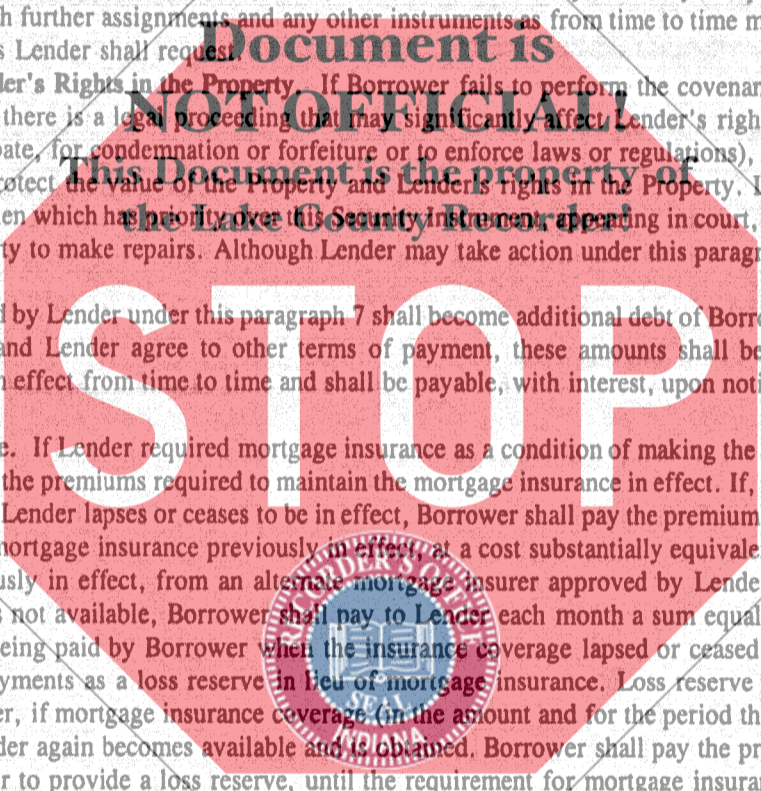 h further assignments and any other instruments as from time to time m
s Lender shall request.
Document is
ler's Rights in the Property. If Borrower fails to perform the covenan
NOT OFFICIAL!
there is a legal proceeding that may significantly affect Lender's righ
bate, for condemnation or forfeiture or to enforce laws or regulations),
This Document is the property of
rotect the value of the Property and Lender's rights in the Property. I
the Lake County Recorder!
en which has priority over this Security Instrument, appearing in court,
ty to make repairs. Although Lender may take action under this paragr
STOP
d by Lender under this paragraph 7 shall become additional debt of Borro
and Lender agree to other terms of payment, these amounts shall be
n effect from time to time and shall be payable, with interest, upon noti
e. If Lender required mortgage insurance as a condition of making the
the premiums required to maintain the mortgage insurance in effect. If,
Lender lapses or ceases to be in effect, Borrower shall pay the premium
mortgage insurance previously in effect, at a cost substantially equivale
usly in effect, from an alternate mortgage insurer approved by Lende
s not available, Borrower shall pay to Lender each month a sum equal
eing paid by Borrower when the insurance coverage lapsed or ceased
yments as a loss reserve in lieu of mortgage insurance. Loss reserve
er, if mortgage insurance coverage (in the amount and for the period th
der again becomes available and is obtained. Borrower shall pay the pr
r to provide a loss reserve, until the requirement for mortgage insuran
RECORDER'S OFFICE
SEAL
INDIANA